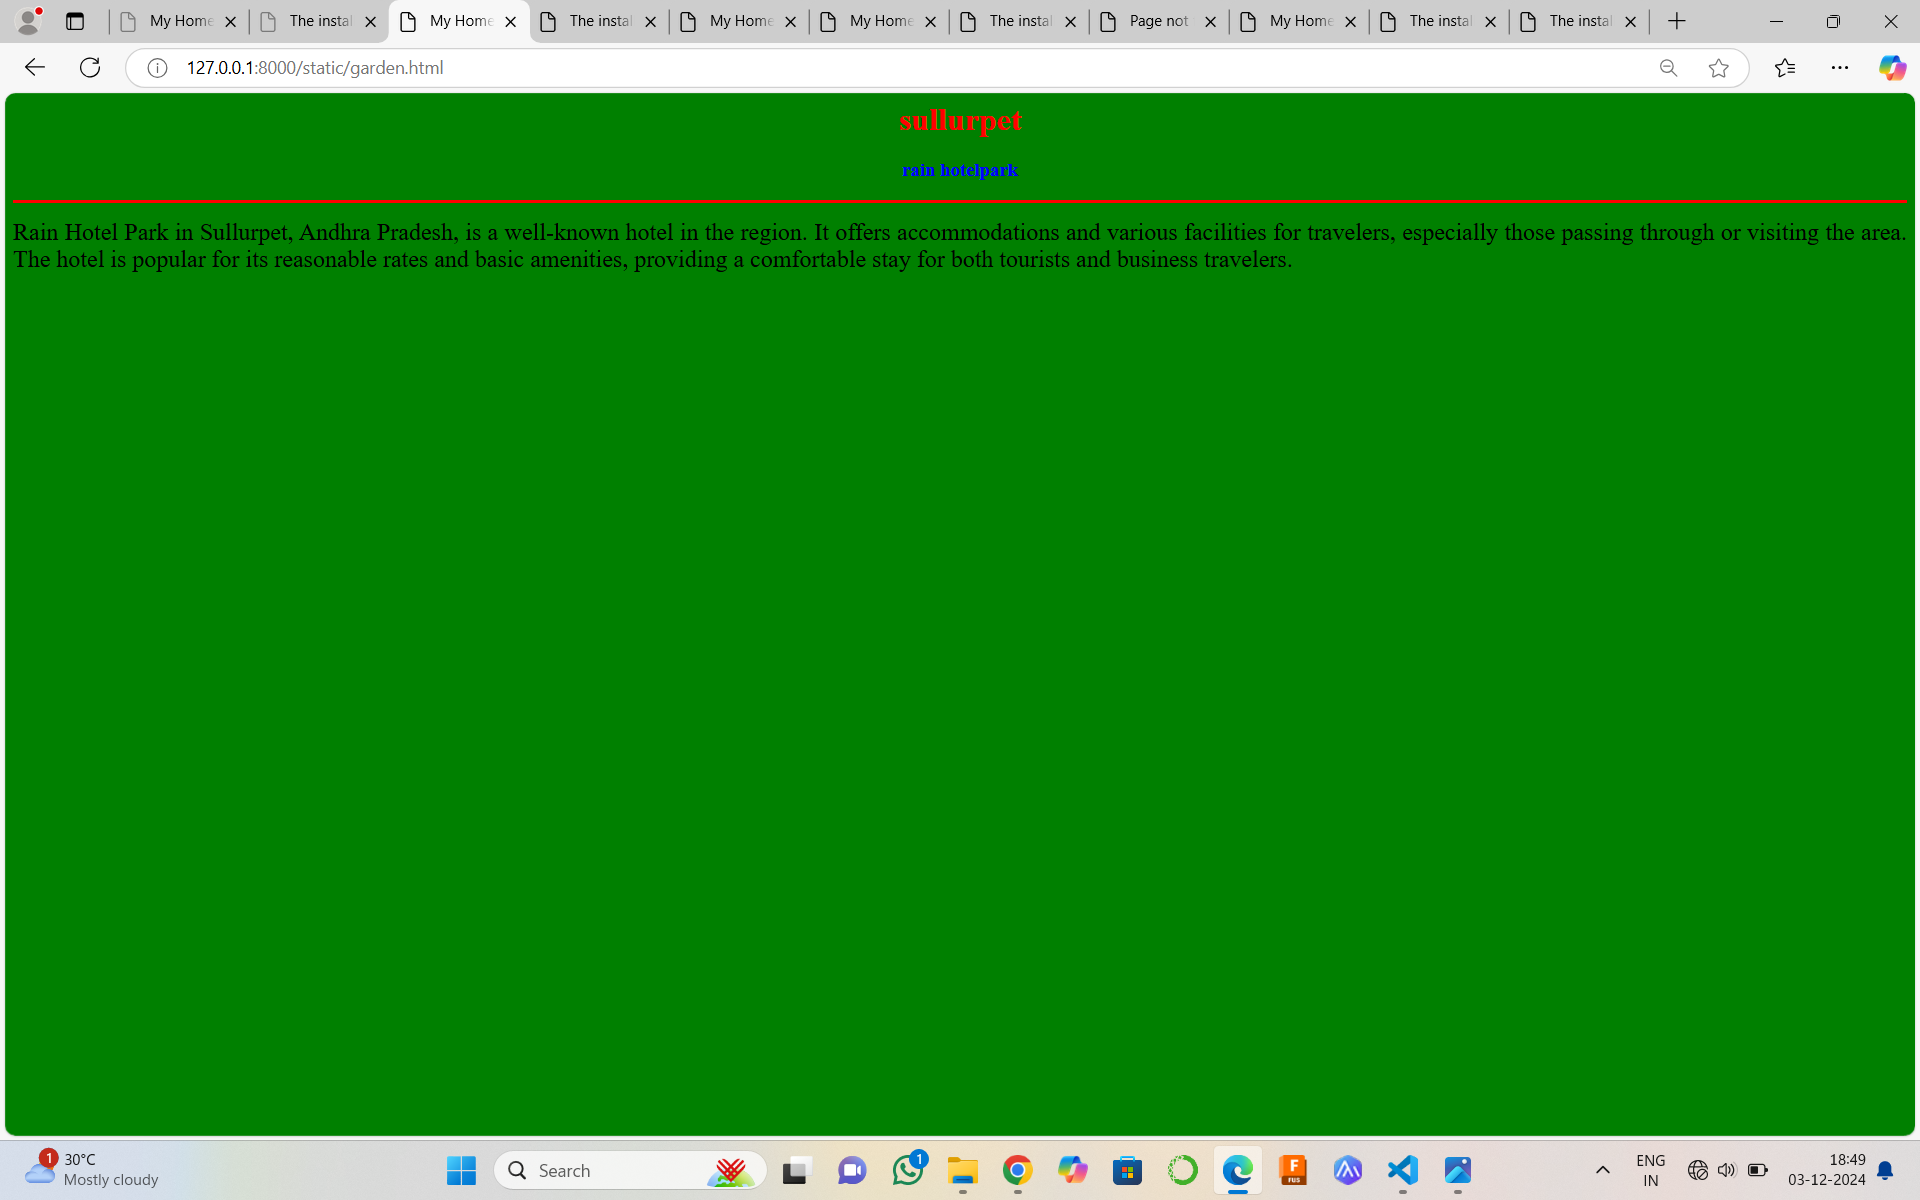 My Home
The instal
My Home
The instal
My Home
My Home
The instal
Page not
My Home
The instal
The instal
127.0.0.1:8000/static/garden.html
sullurpet
rain hotelpark
Rain Hotel Park in Sullurpet, Andhra Pradesh, is a well-known hotel in the region. It offers accommodations and various facilities for travelers, especially those passing through or visiting the area.
The hotel is popular for its reasonable rates and basic amenities, providing a comfortable stay for both tourists and business travelers.
1
30°C
Mostly cloudy
Search
1
F
FUS
ENG
IN
18:49
03-12-2024